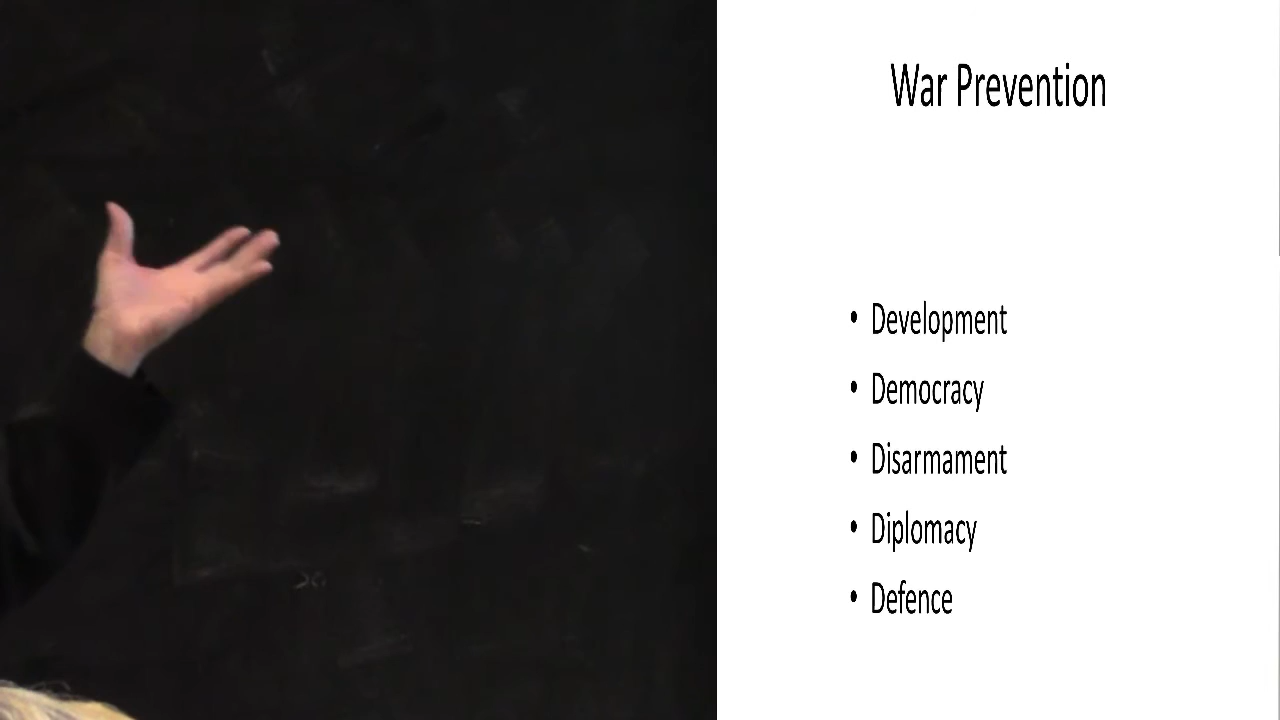 War Prevention
• Development
• Democracy
• Disarmament
• Diplomacy
• Defence